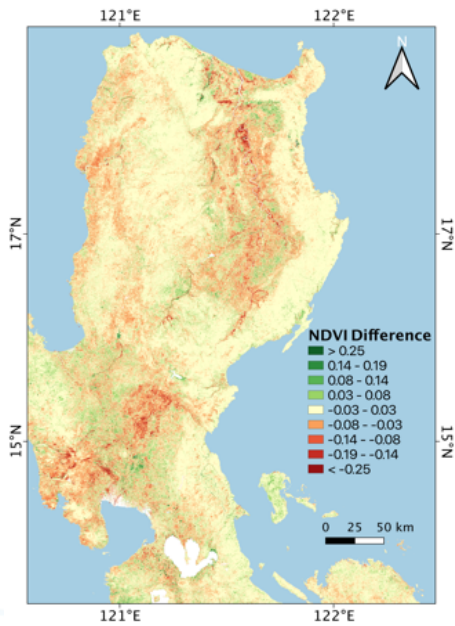 121°E 122°E
N
17°N 17°N
NDVI Difference
> 0.25
0.14 - 0.19
0.08 - 0.14
0.03 - 0.08
-0.03 - 0.03
-0.08 - -0.03
-0.14 - -0.08
-0.19 - -0.14
< -0.25
15°N 15°N
0 25 50 km
121°E 122°E